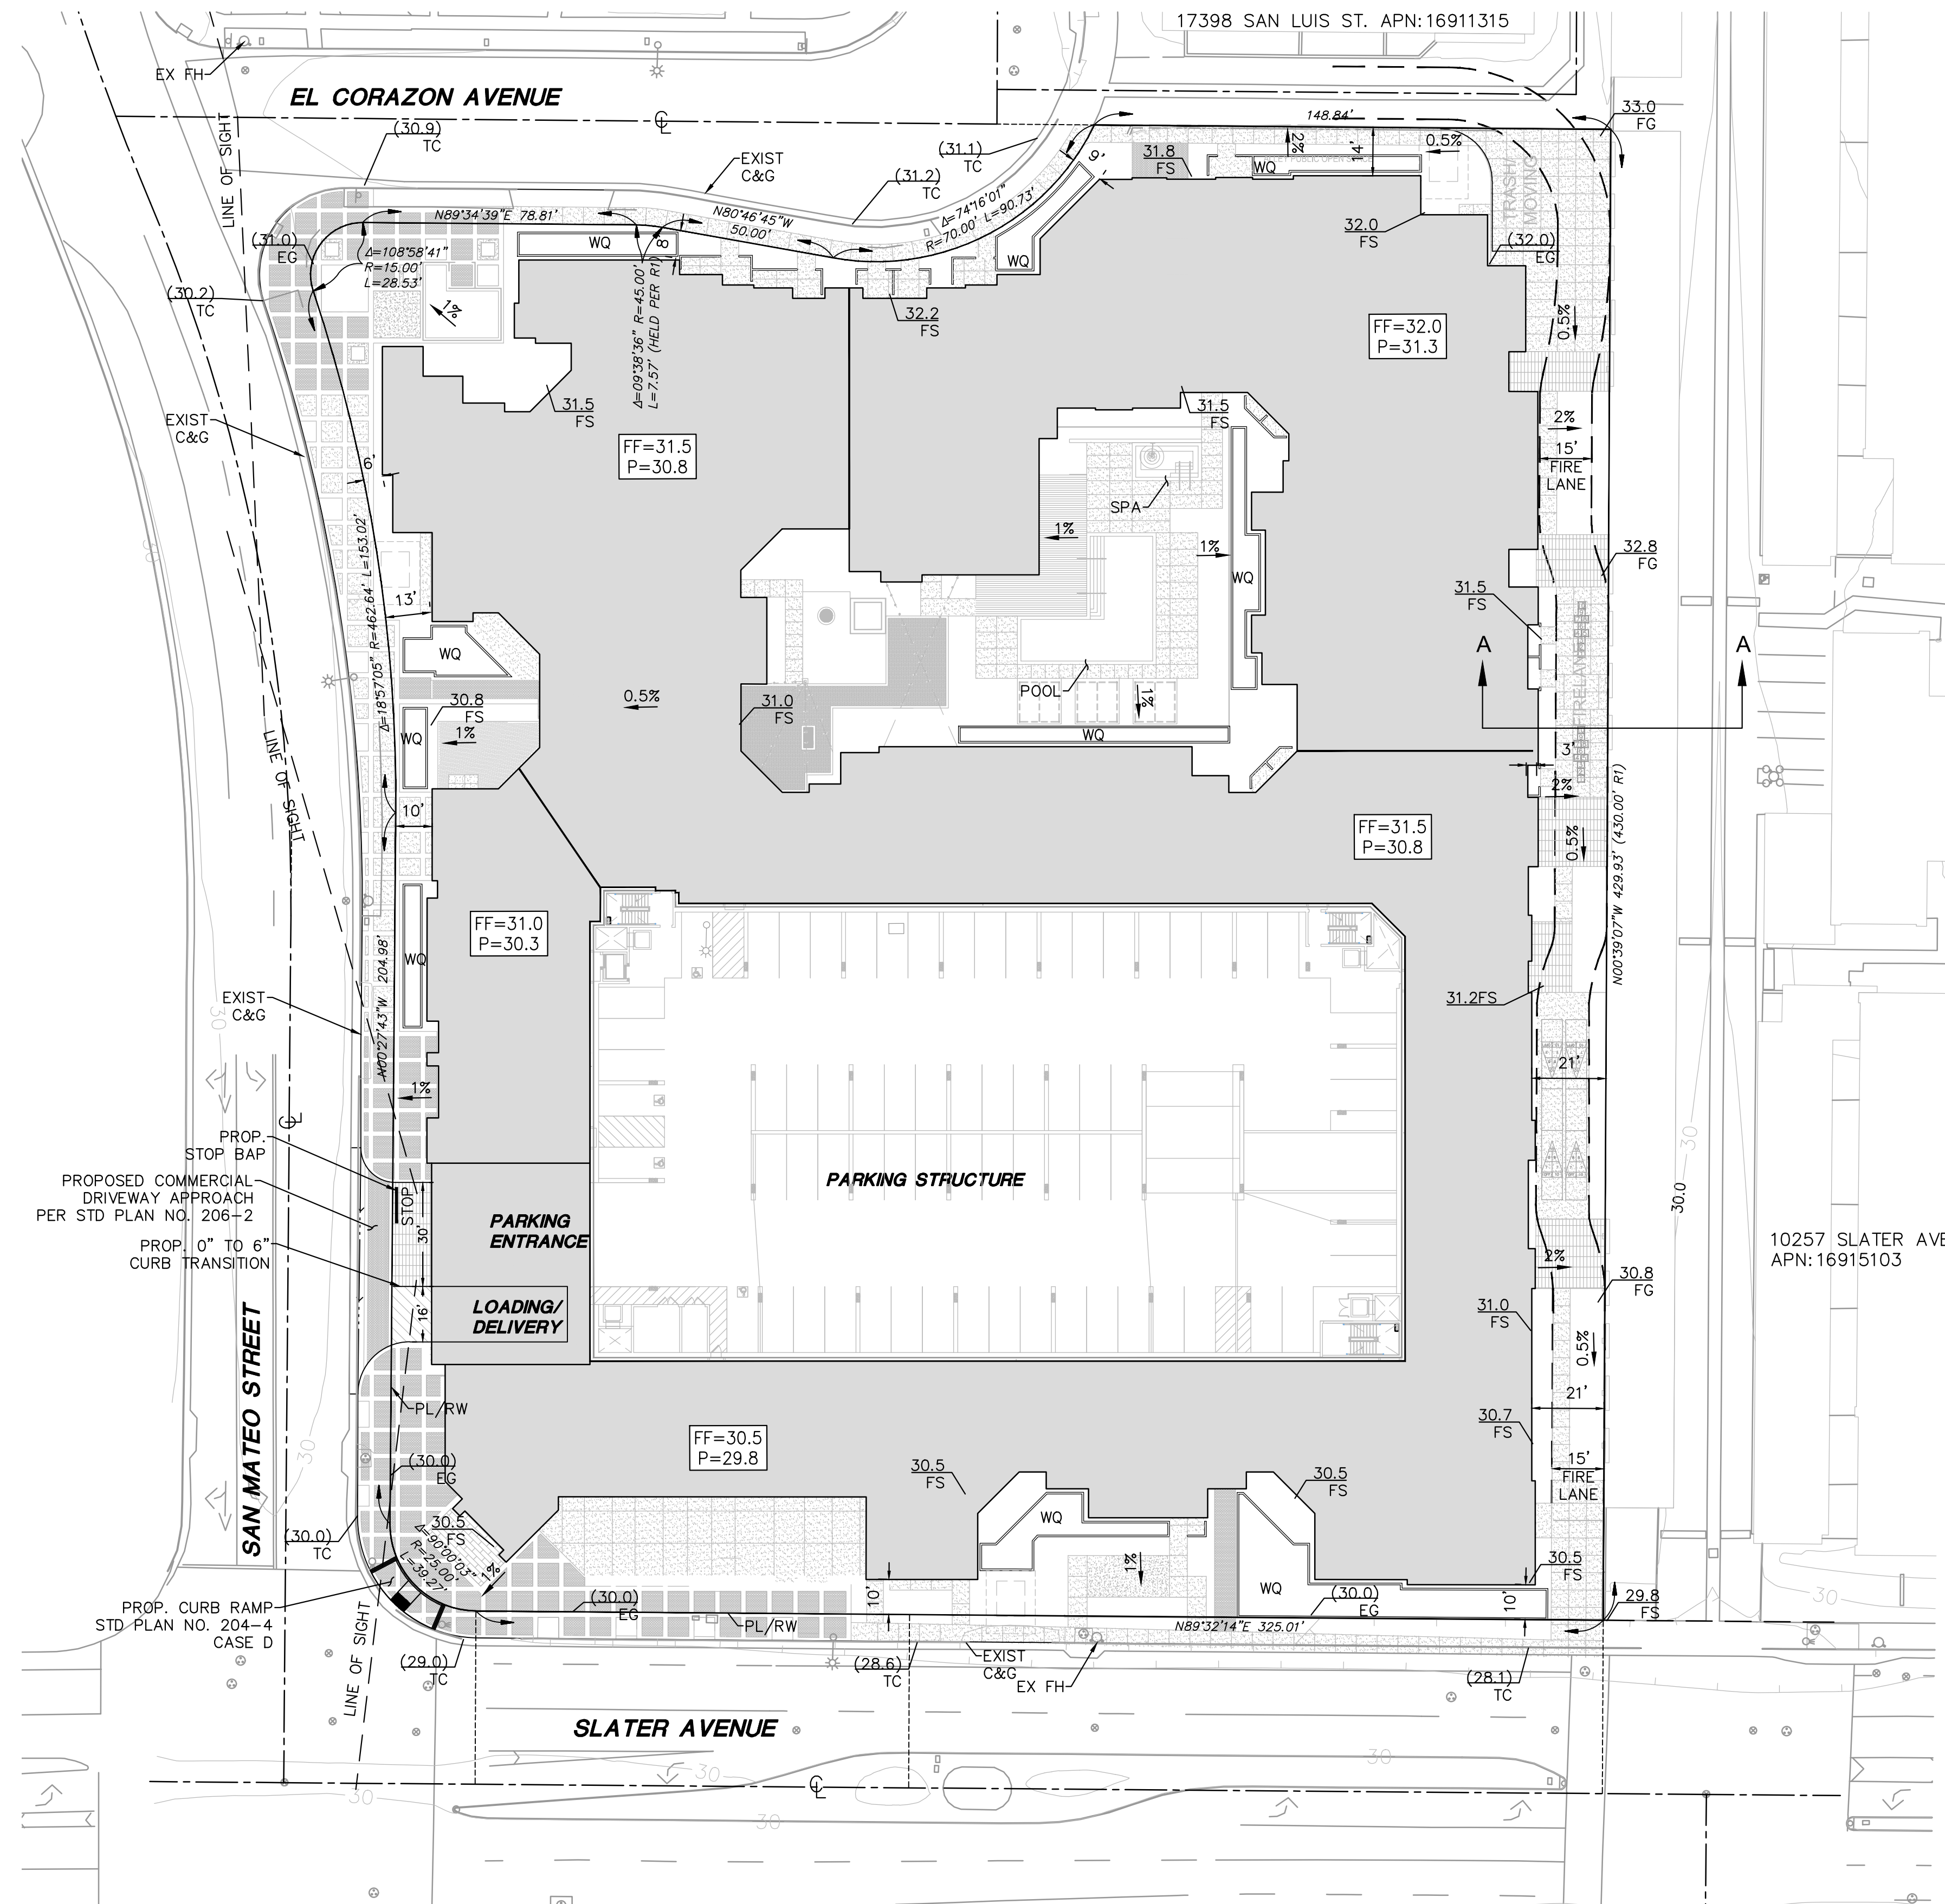 17398 SAN LUIS ST. APN:16911315
EX FH
EL CORAZON AVENUE
℄
148.84'
33.0
FG
(30.9)
TC
LINE OF SIGHT
(31.1)
TC
EXIST
C&G
(31.2)
TC
9'
31.8
FS
2%
14'
0.5%
WQ
TRASH/
MOVING
N89°34'39"E 78.81'
N80°46'45"W
50.00'
Δ=74°16'01"
R=70.00' L=90.73'
32.0
FS
(32.0)
EG
(31.0)
EG
Δ=108°58'41"
R=15.00'
L=28.53'
WQ
8'
WQ
(30.2)
TC
1%
Δ=09°38'36" R=45.00'
L=7.57' (HELD PER R1)
32.2
FS
FF=32.0
P=31.3
0.5%
31.5
FS
31.5
FS
EXIST
C&G
6'
FF=31.5
P=30.8
2%
15'
FIRE
LANE
SPA
1%
1%
WQ
32.8
FG
Δ=18°57'05" R=462.64' L=153.02'
13'
31.5
FS
WQ
A
A
FIRELANE
POOL
1%
30.8
FS
0.5%
31.0
FS
WQ
1%
WQ
LINE OF SIGHT
3'
2%
10'
FF=31.5
P=30.8
0.5%
N00°39'07"W 429.93' (430.00' R1)
FF=31.0
P=30.3
WQ
N00°27'43"W 204.98'
EXIST
C&G
30
31.2FS
21'
30
1%
℄
PROP.
STOP BAP
PROPOSED COMMERCIAL
DRIVEWAY APPROACH
PER STD PLAN NO. 206-2
STOP
30'
PARKING
ENTRANCE
PARKING STRUCTURE
30.0
PROP. 0" TO 6"
CURB TRANSITION
2%
10257 SLATER AVE
APN:16915103
30.8
FG
16'
LOADING/
DELIVERY
31.0
FS
0.5%
SAN MATEO STREET
PL/RW
21'
30
FF=30.5
P=29.8
30.7
FS
(30.0)
EG
30.5
FS
30.5
FS
15'
FIRE
LANE
(30.0)
TC
30.5
FS
WQ
Δ=90°00'03"
R=25.00'
L=39.27'
1%
1%
30.5
FS
PROP. CURB RAMP
STD PLAN NO. 204-4
CASE D
(30.0)
EG
10'
WQ
(30.0)
EG
10'
29.8
FS
30
PL/RW
N89°32'14"E 325.01'
LINE OF SIGHT
(29.0)
TC
(28.6)
TC
EXIST
C&G
EX FH
(28.1)
TC
SLATER AVENUE
30
30
30
℄
30